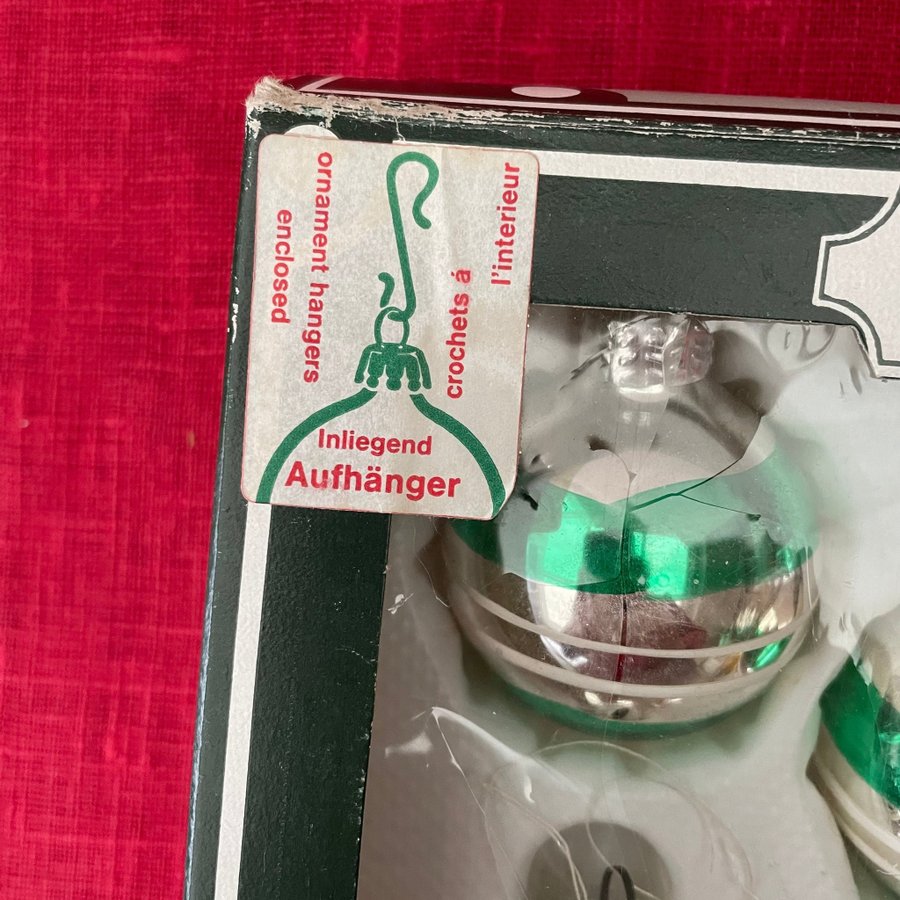 ornament hangers
enclosed
crochets á
l'interieur
Inliegend
Aufhänger